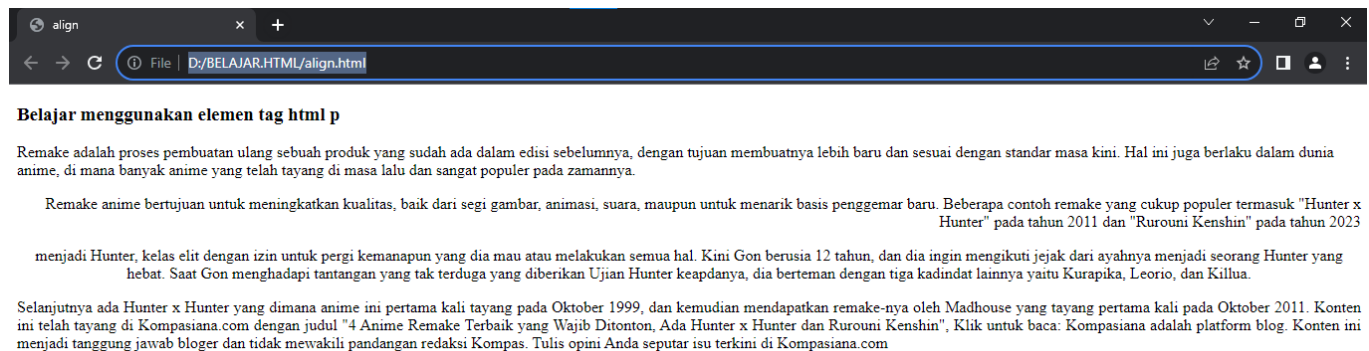 align
File
D:/BELAJAR.HTML/align.html
Belajar menggunakan elemen tag html p
Remake adalah proses pembuatan ulang sebuah produk yang sudah ada dalam edisi sebelumnya, dengan tujuan membuatnya lebih baru dan sesuai dengan standar masa kini. Hal ini juga berlaku dalam dunia
anime, di mana banyak anime yang telah tayang di masa lalu dan sangat populer pada zamannya.
Remake anime bertujuan untuk meningkatkan kualitas, baik dari segi gambar, animasi, suara, maupun untuk menarik basis penggemar baru. Beberapa contoh remake yang cukup populer termasuk "Hunter x
Hunter" pada tahun 2011 dan "Rurouni Kenshin" pada tahun 2023
menjadi Hunter, kelas elit dengan izin untuk pergi kemanapun yang dia mau atau melakukan semua hal. Kini Gon berusia 12 tahun, dan dia ingin mengikuti jejak dari ayahnya menjadi seorang Hunter yang
hebat. Saat Gon menghadapi tantangan yang tak terduga yang diberikan Ujian Hunter keapdanya, dia berteman dengan tiga kadindat lainnya yaitu Kurapika, Leorio, dan Killua.
Selanjutnya ada Hunter x Hunter yang dimana anime ini pertama kali tayang pada Oktober 1999, dan kemudian mendapatkan remake-nya oleh Madhouse yang tayang pertama kali pada Oktober 2011. Konten
ini telah tayang di Kompasiana.com dengan judul "4 Anime Remake Terbaik yang Wajib Ditonton, Ada Hunter x Hunter dan Rurouni Kenshin", Klik untuk baca: Kompasiana adalah platform blog. Konten ini
menjadi tanggung jawab bloger dan tidak mewakili pandangan redaksi Kompas. Tulis opini Anda seputar isu terkini di Kompasiana.com